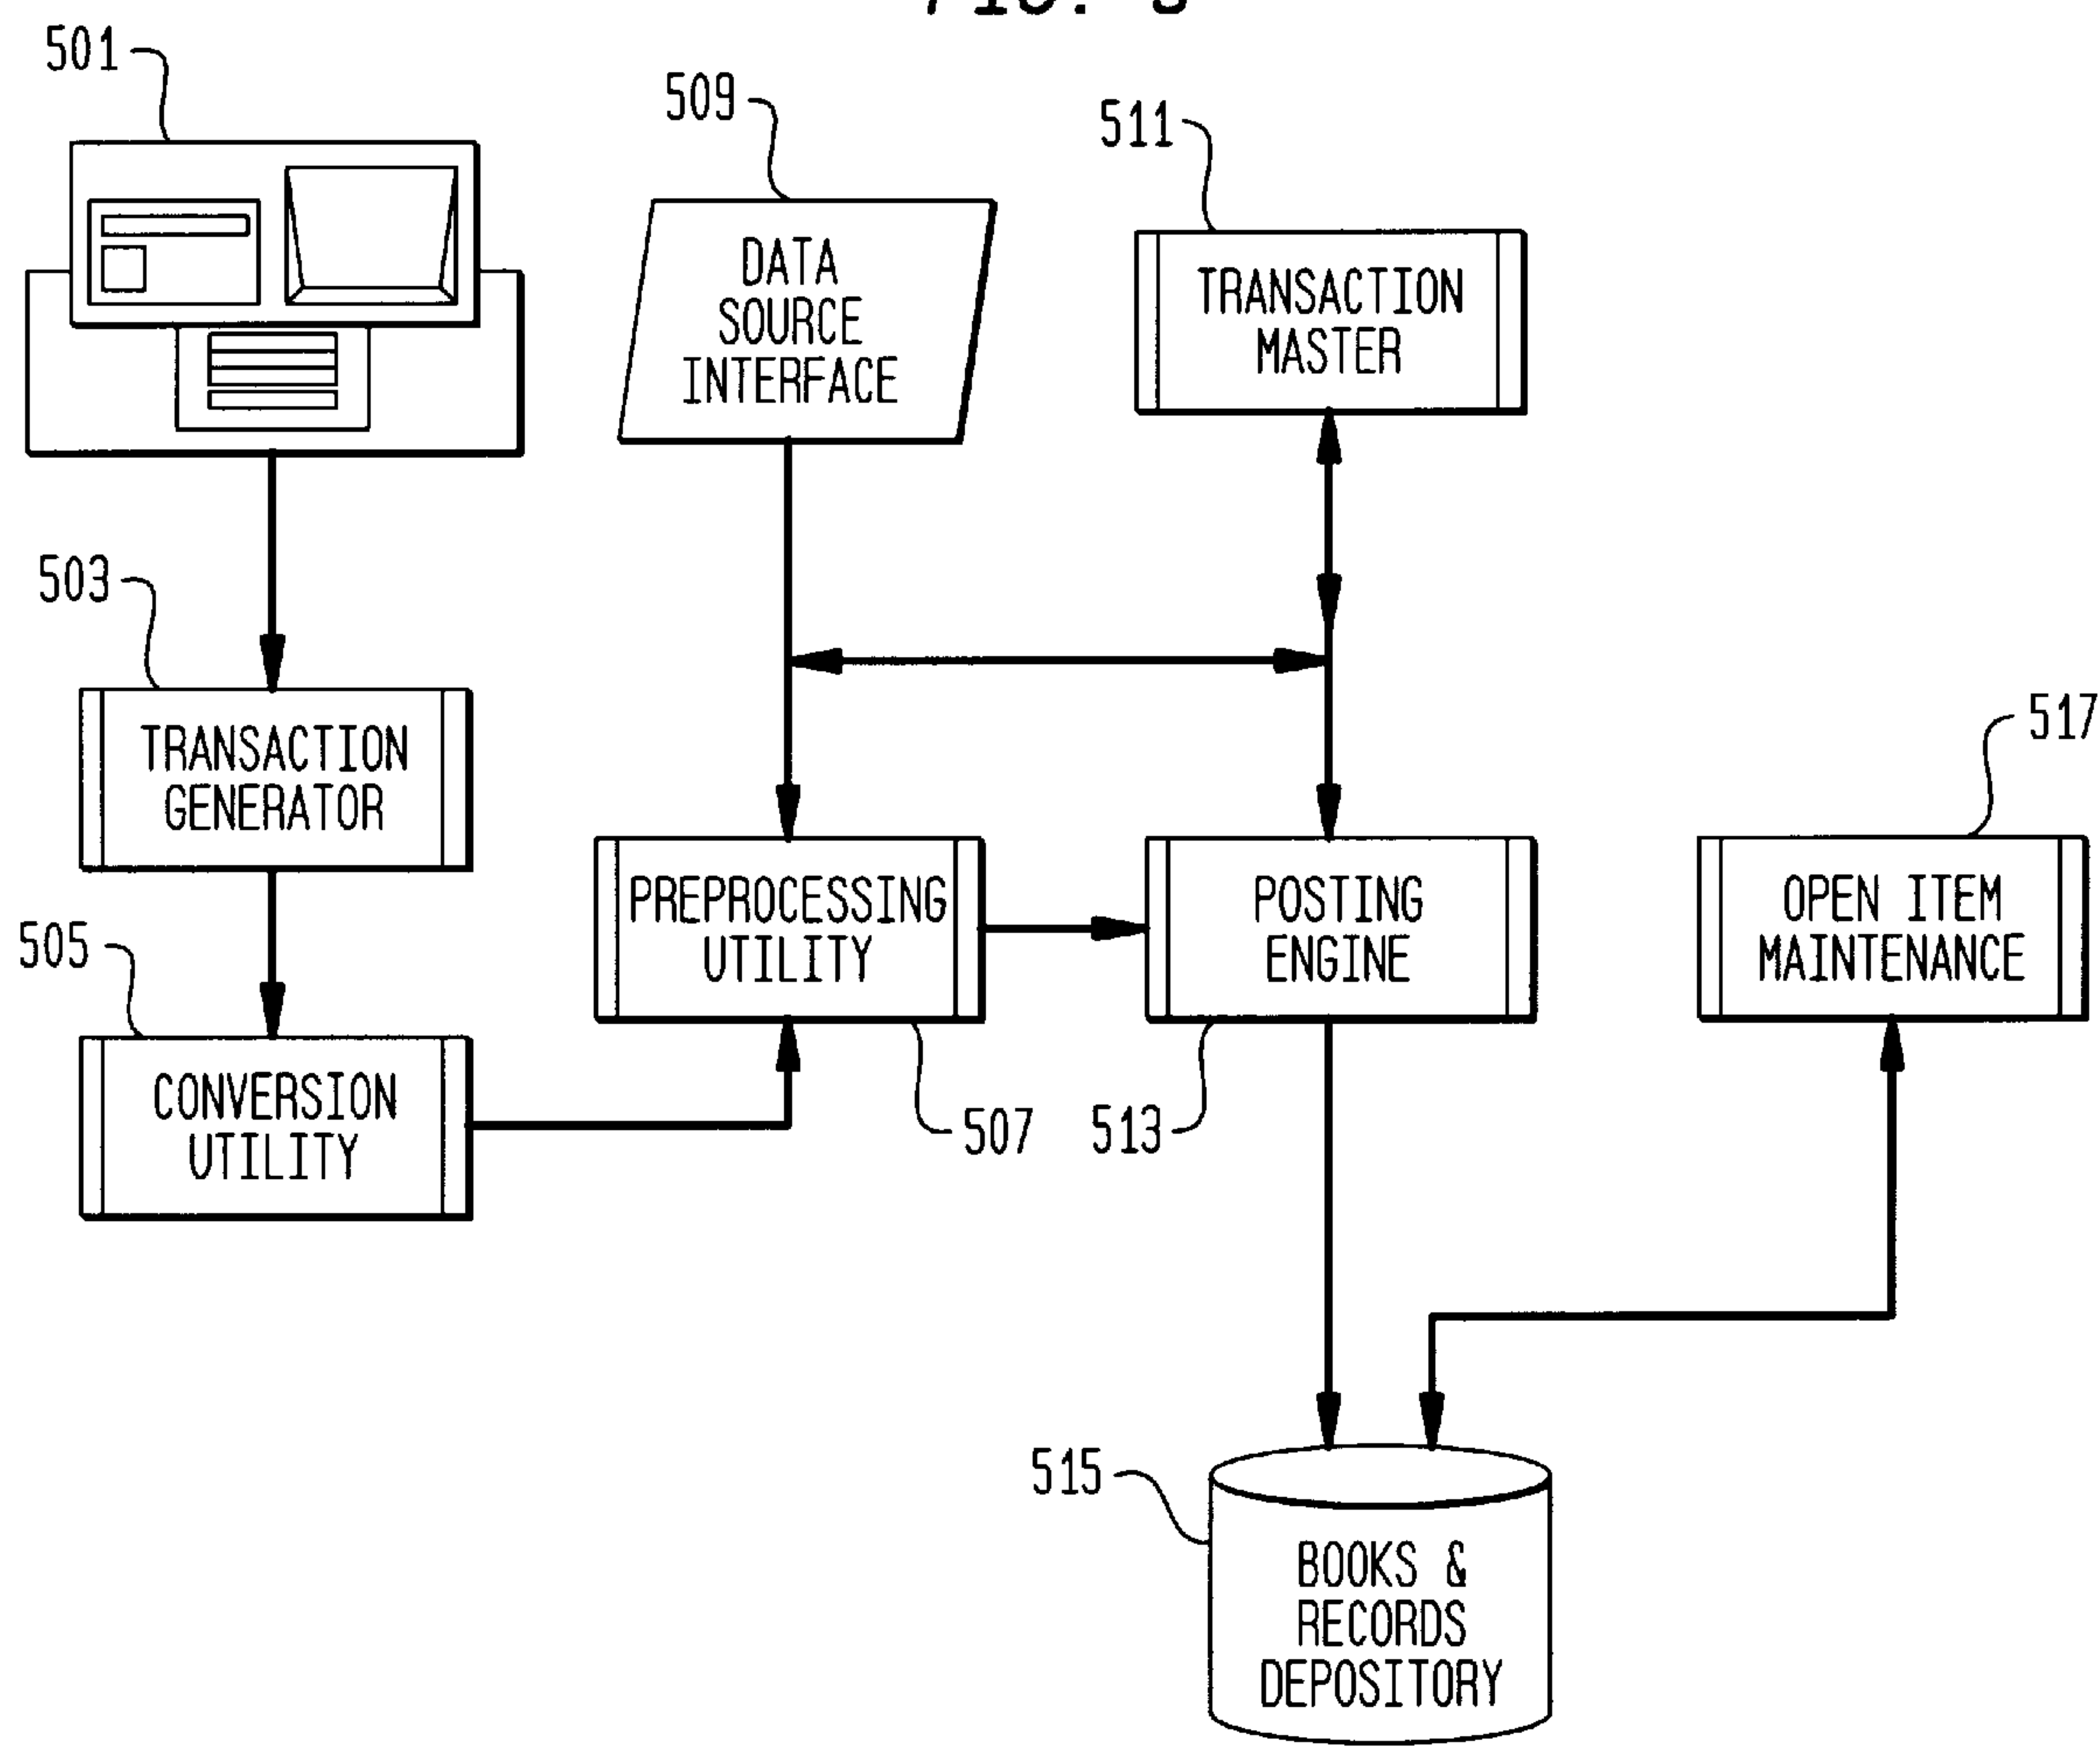 501
509
511
DATA
SOURCE
INTERFACE
TRANSACTION
MASTER
503
TRANSACTION
GENERATOR
517
505
PREPROCESSING
UTILITY
POSTING
ENGINE
OPEN ITEM
MAINTENANCE
CONVERSION
UTILITY
507
513
515
BOOKS &
RECORDS
DEPOSITORY